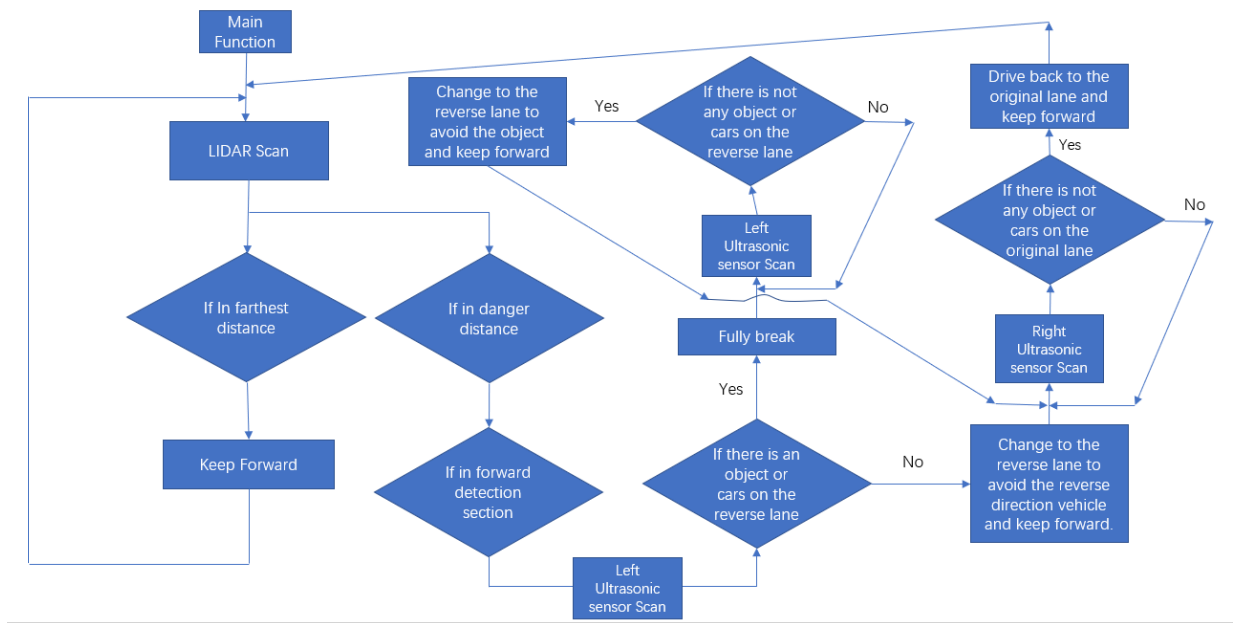 Main
Function
LIDAR Scan
If In farthest
distance
Keep Forward
If in danger
distance
If in forward
detection
section
Left
Ultrasonic
sensor Scan
If there is an
object or
cars on the
reverse lane
Yes
No
Fully break
Left
Ultrasonic
sensor Scan
If there is not
any object or
cars on the
reverse lane
Yes
No
Change to the
reverse lane to
avoid the object
and keep forward
Change to the
reverse lane to
avoid the reverse
direction vehicle
and keep forward.
Right
Ultrasonic
sensor Scan
If there is not
any object or
cars on the
original lane
Yes
No
Drive back to the
original lane and
keep forward